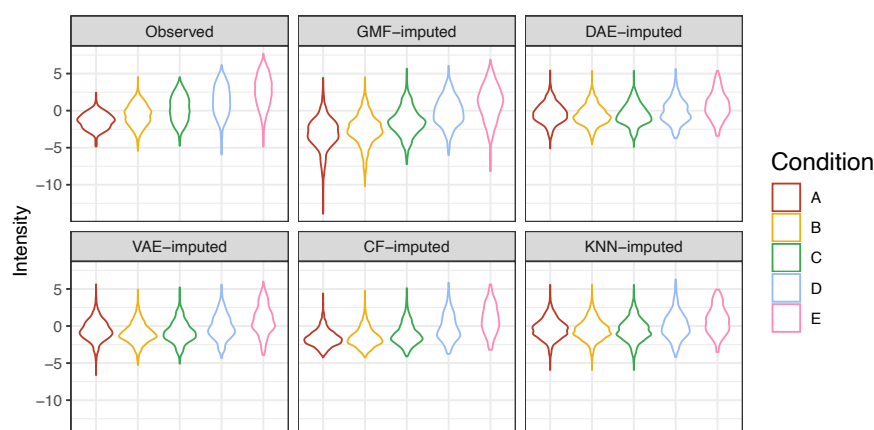 Observed
GMF-imputed
DAE-imputed
5
0
−5
−10
VAE-imputed
CF-imputed
KNN-imputed
5
0
−5
−10
Intensity
Condition
A
B
C
D
E